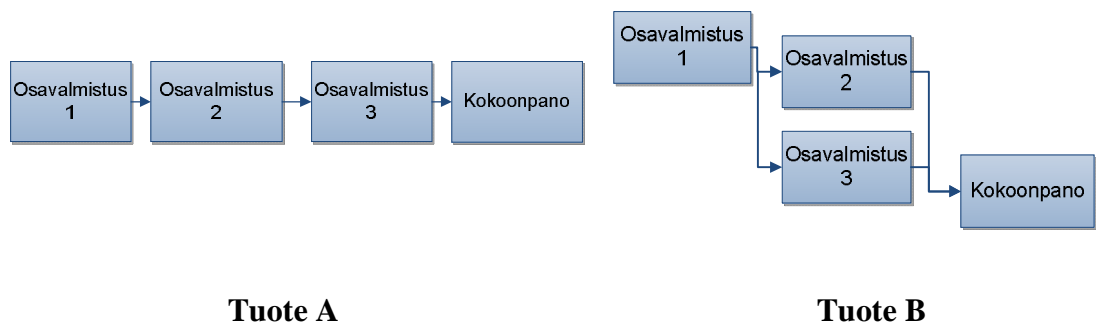 Osavalmistus
1
Osavalmistus
2
Osavalmistus
3
Kokoonpano
Tuote A
Osavalmistus
1
Osavalmistus
2
Osavalmistus
3
Kokoonpano
Tuote B